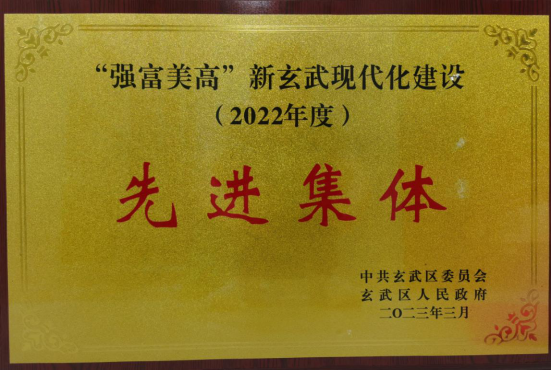 “强富美高”新玄武现代化建设
（2022年度）
先进集体
中共玄武区委员会
玄武区人民政府
二〇二三年三月